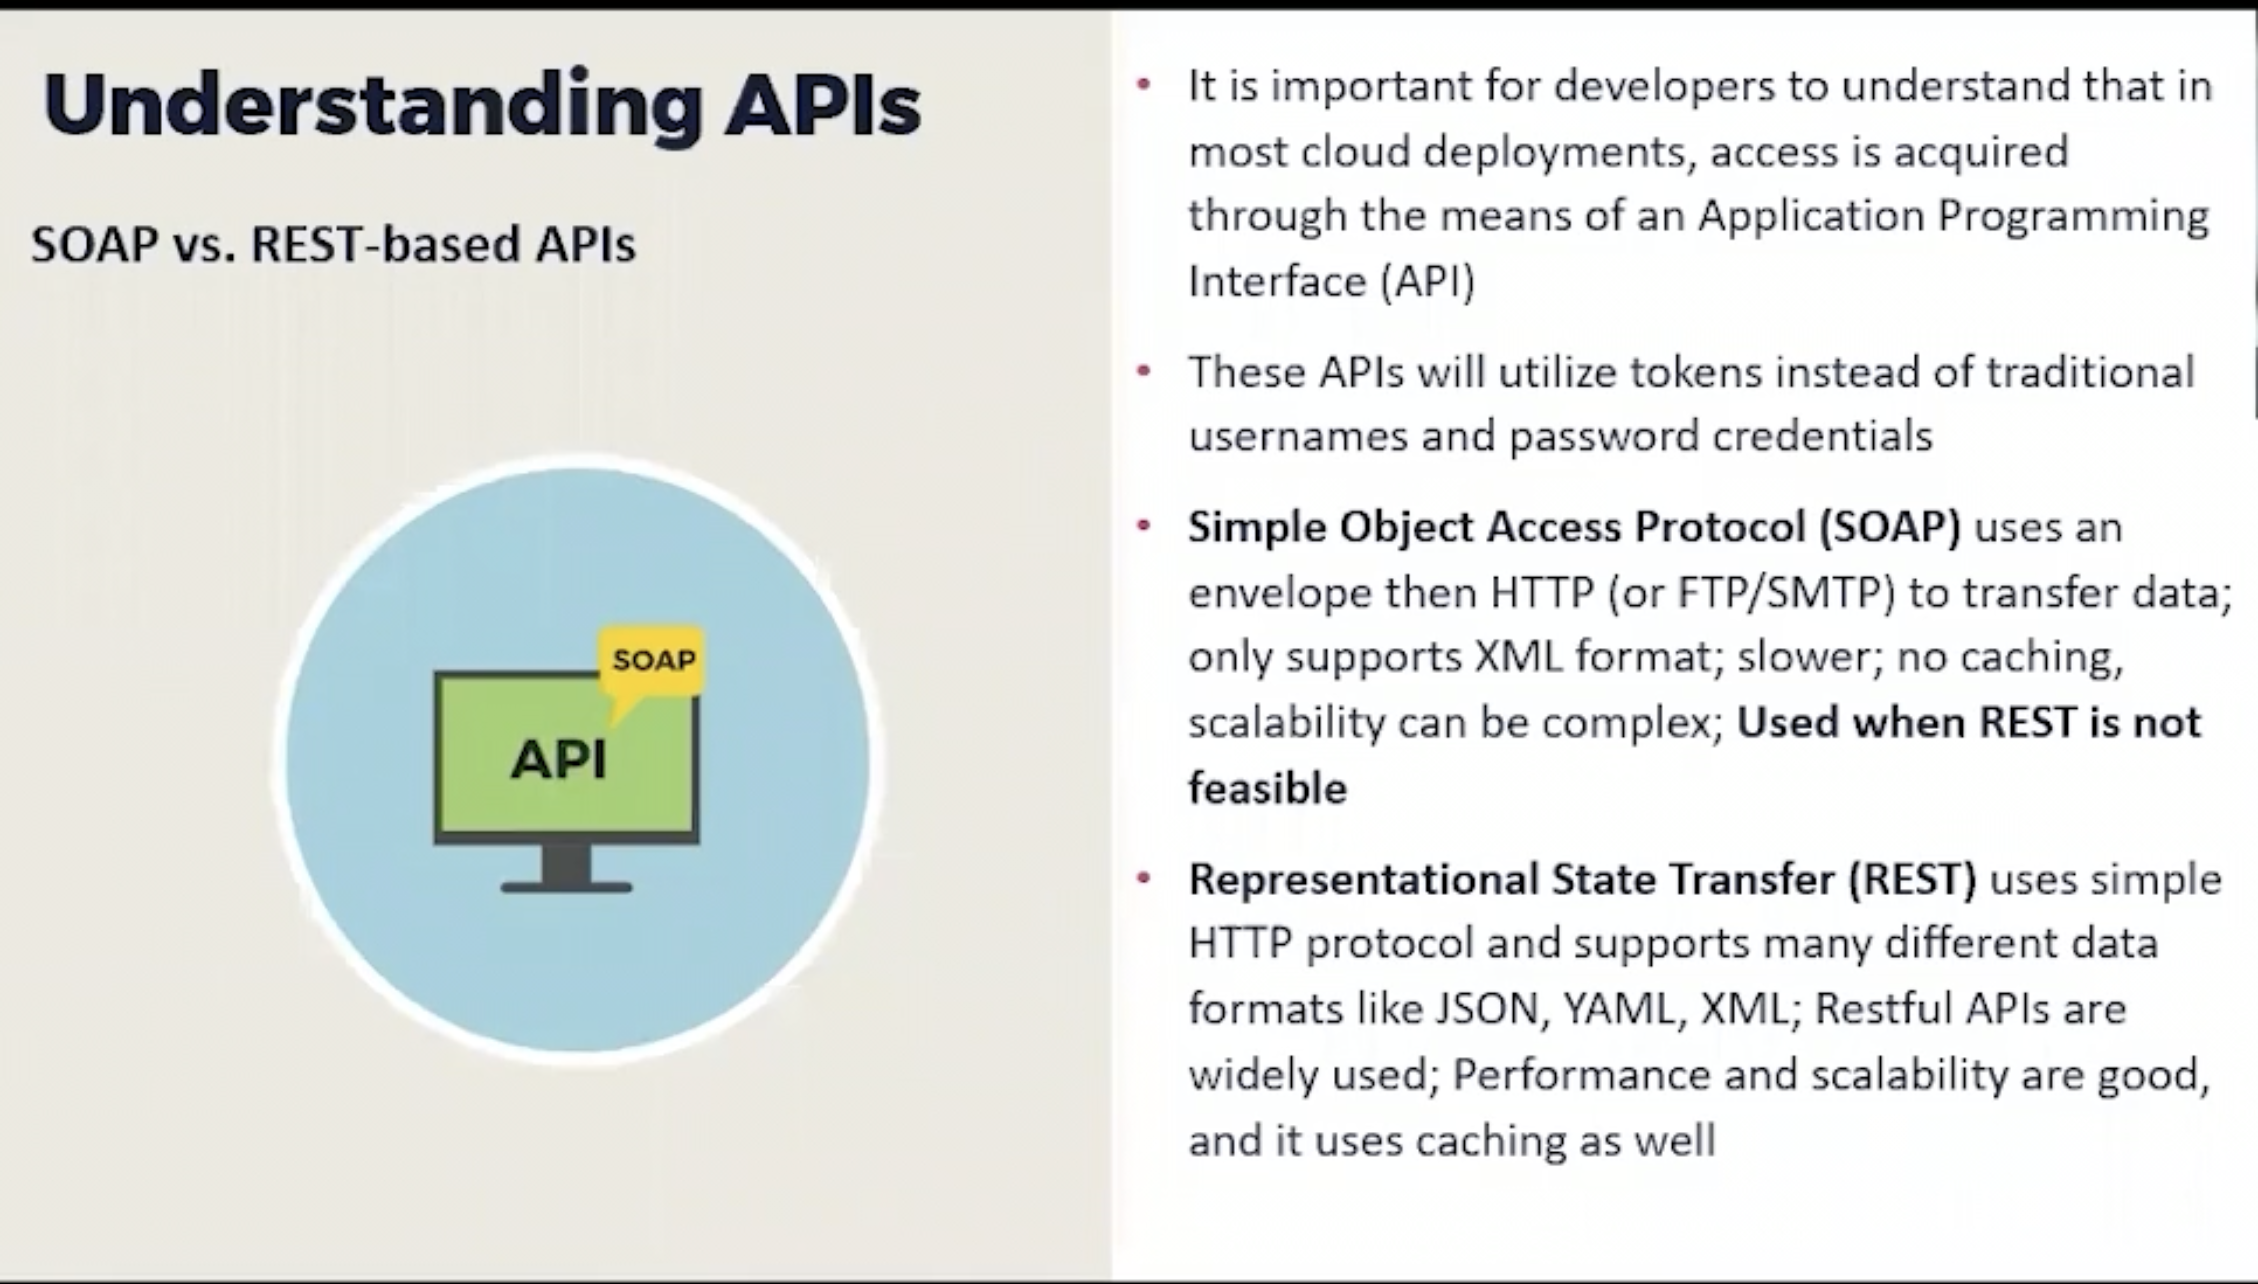 Understanding APIs
SOAP vs. REST-based APIs
SOAP
API
• It is important for developers to understand that in
most cloud deployments, access is acquired
through the means of an Application Programming
Interface (API)
• These APIs will utilize tokens instead of traditional
usernames and password credentials
• Simple Object Access Protocol (SOAP) uses an
envelope then HTTP (or FTP/SMTP) to transfer data;
only supports XML format; slower; no caching,
scalability can be complex; Used when REST is not
feasible
• Representational State Transfer (REST) uses simple
HTTP protocol and supports many different data
formats like JSON, YAML, XML; Restful APIs are
widely used; Performance and scalability are good,
and it uses caching as well